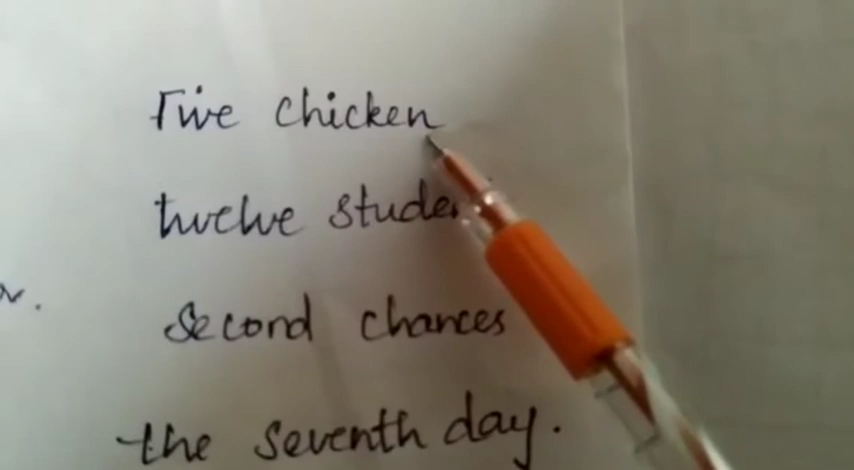 Five chicken
twelve
Second chances
the seventh day.